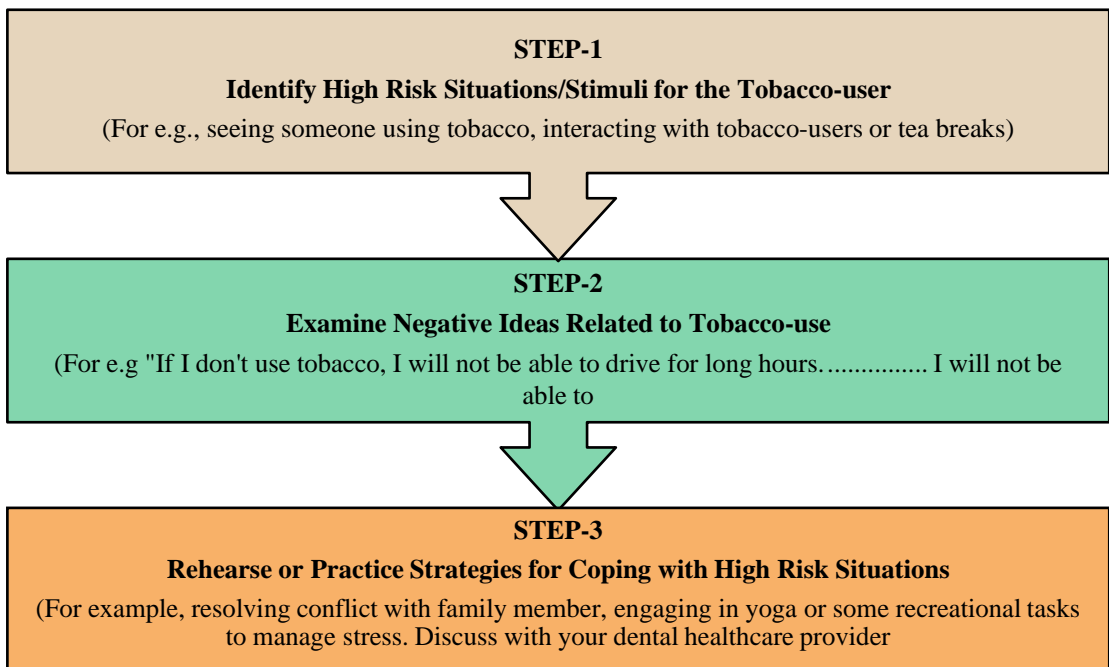 STEP-1
Identify High Risk Situations/Stimuli for the Tobacco-user
(For e.g., seeing someone using tobacco, interacting with tobacco-users or tea breaks)
STEP-2
Examine Negative Ideas Related to Tobacco-use
(For e.g "If I don't use tobacco, I will not be able to drive for long hours. .............. I will not be
able to
STEP-3
Rehearse or Practice Strategies for Coping with High Risk Situations
(For example, resolving conflict with family member, engaging in yoga or some recreational tasks
to manage stress. Discuss with your dental healthcare provider